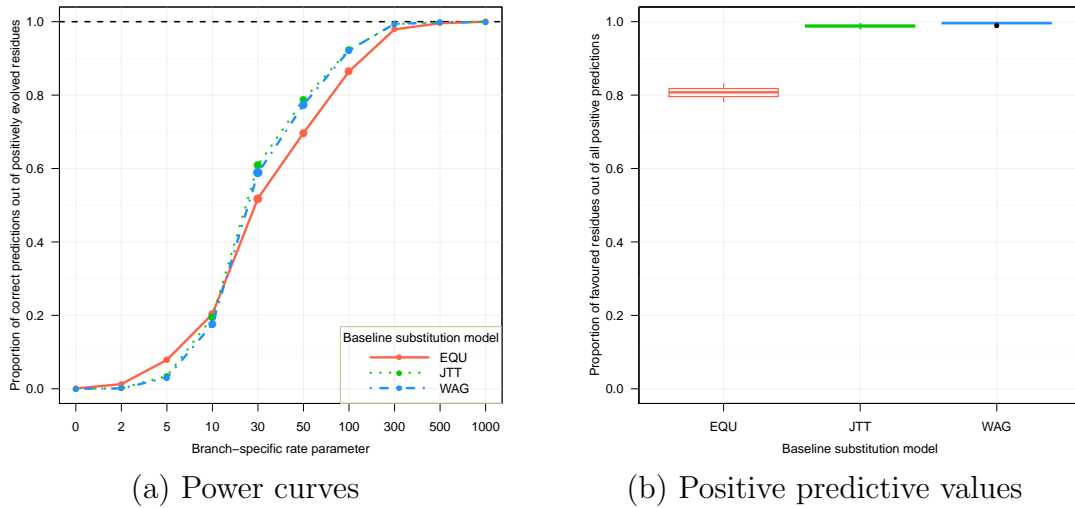 Proportion of correct predictions out of positively evolved residues
1.0
0.8
0.6
0.4
0.2
0.0
0 2 5 10 30 50 100 300 500 1000
Branch−specific rate parameter
Baseline substitution model
EQU
JTT
WAG
(a) Power curves
Proportion of favoured residues out of all positive predictions
1.0
0.8
0.6
0.4
0.2
0.0
EQU JTT WAG
Baseline substitution model
(b) Positive predictive values